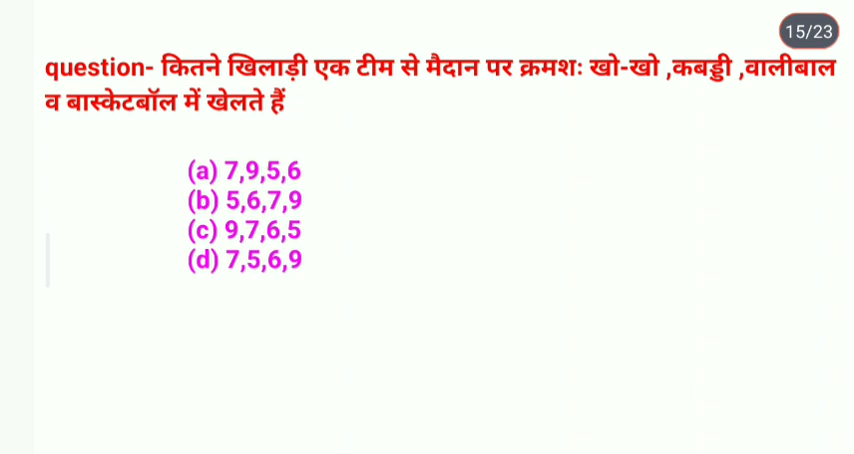 15/23
question- कितने खिलाड़ी एक टीम से मैदान पर क्रमशः खो-खो ,कबड्डी ,वालीबाल
व बास्केटबॉल में खेलते हैं
(a) 7,9,5,6
(b) 5,6,7,9
(c) 9,7,6,5
(d) 7,5,6,9